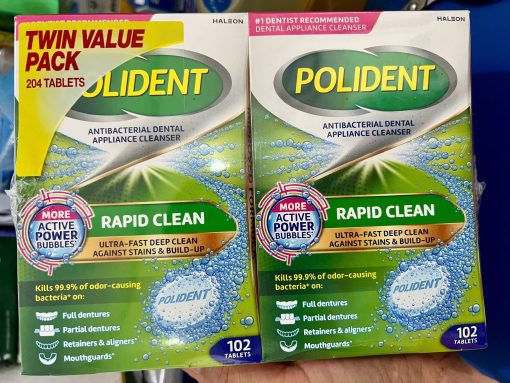 TWIN VALUE
PACK
204 TABLETS
HALEON
OLIDENT
ANTIBACTERIAL DENTAL
APPLIANCE CLEANSER
MORE
ACTIVE
POWER
BUBBLES*
RAPID CLEAN
ULTRA-FAST DEEP CLEAN
AGAINST STAINS & BUILD-UP
Kills 99.9% of odor-causing
bacteria* on:
Full dentures
Partial dentures
Retainers & aligners*
Mouthguards*
POLIDENT
102
TABLETS
#1 DENTIST RECOMMENDED
DENTAL APPLIANCE CLEANSER
HALEON
POLIDENT
ANTIBACTERIAL DENTAL
APPLIANCE CLEANSER
MORE
ACTIVE
POWER
BUBBLES*
RAPID CLEAN
ULTRA-FAST DEEP CLEAN
AGAINST STAINS & BUILD-UP
Kills 99.9% of odor-causing
bacteria* on:
Full dentures
Partial dentures
Retainers & aligners*
Mouthguards*
POLIDENT
102
TABLETS